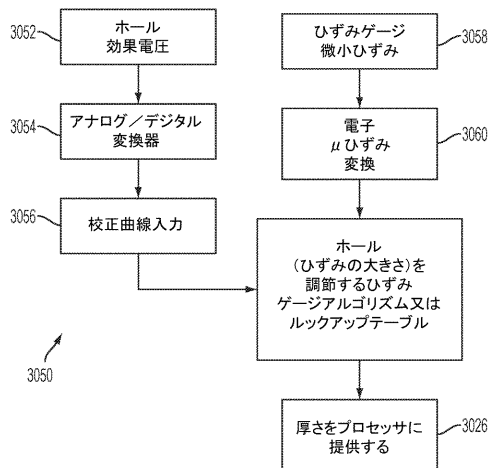 3052
ホール
効果電圧
3054
アナログ/デジタル
変換器
3056
校正曲線入力
3058
ひずみゲージ
微小ひずみ
3060
電子
μひずみ
変換
ホール
(ひずみの大きさ)を
調節するひずみ
ゲージアルゴリズム又は
ルックアップテーブル
3050
厚さをプロセッサに
提供する
3026